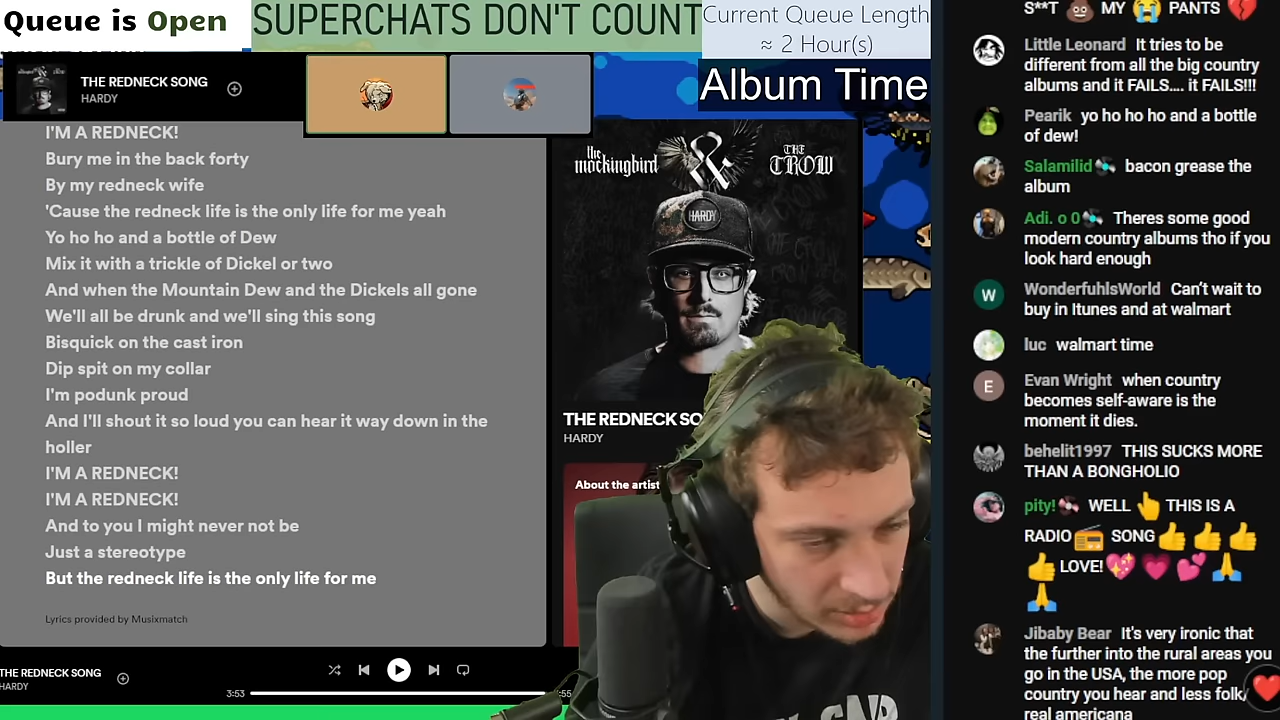 Queue is Open
SUPERCHATS DON'T COUNT
Current Queue Length
≈ 2 Hour(s)
Album Time
THE REDNECK SONG
HARDY
I'M A REDNECK!
Bury me in the back forty
By my redneck wife
'Cause the redneck life is the only life for me yeah
Yo ho ho and a bottle of Dew
Mix it with a trickle of Dickel or two
And when the Mountain Dew and the Dickels all gone
We'll all be drunk and we'll sing this song
Bisquick on the cast iron
Dip spit on my collar
I'm podunk proud
And I'll shout it so loud you can hear it way down in the
holler
I'M A REDNECK!
I'M A REDNECK!
And to you I might never not be
Just a stereotype
But the redneck life is the only life for me
Lyrics provided by Musixmatch
the mockingbird & THE CROW
HARDY
THE REDNECK SO
HARDY
About the artist
THE REDNECK SONG
HARDY
3:53
:55
S**T 💩 MY 😭 PANTS 💔
Little Leonard It tries to be
different from all the big country
albums and it FAILS.... it FAILS!!!
Pearik yo ho ho ho and a bottle
of dew!
Salamilid bacon grease the
album
Adi. o 0 Theres some good
modern country albums tho if you
look hard enough
W
WonderfuhlsWorld Can't wait to
buy in Itunes and at walmart
luc walmart time
E
Evan Wright when country
becomes self-aware is the
moment it dies.
behelit1997 THIS SUCKS MORE
THAN A BONGHOLIO
pity! WELL 👆 THIS IS A
RADIO 📻 SONG 👍 👍 👍
👍 LOVE! 💖 💗 💕 🙏
🙏
Jibaby Bear It's very ironic that
the further into the rural areas you
go in the USA, the more pop
country you hear and less folk/
real americana